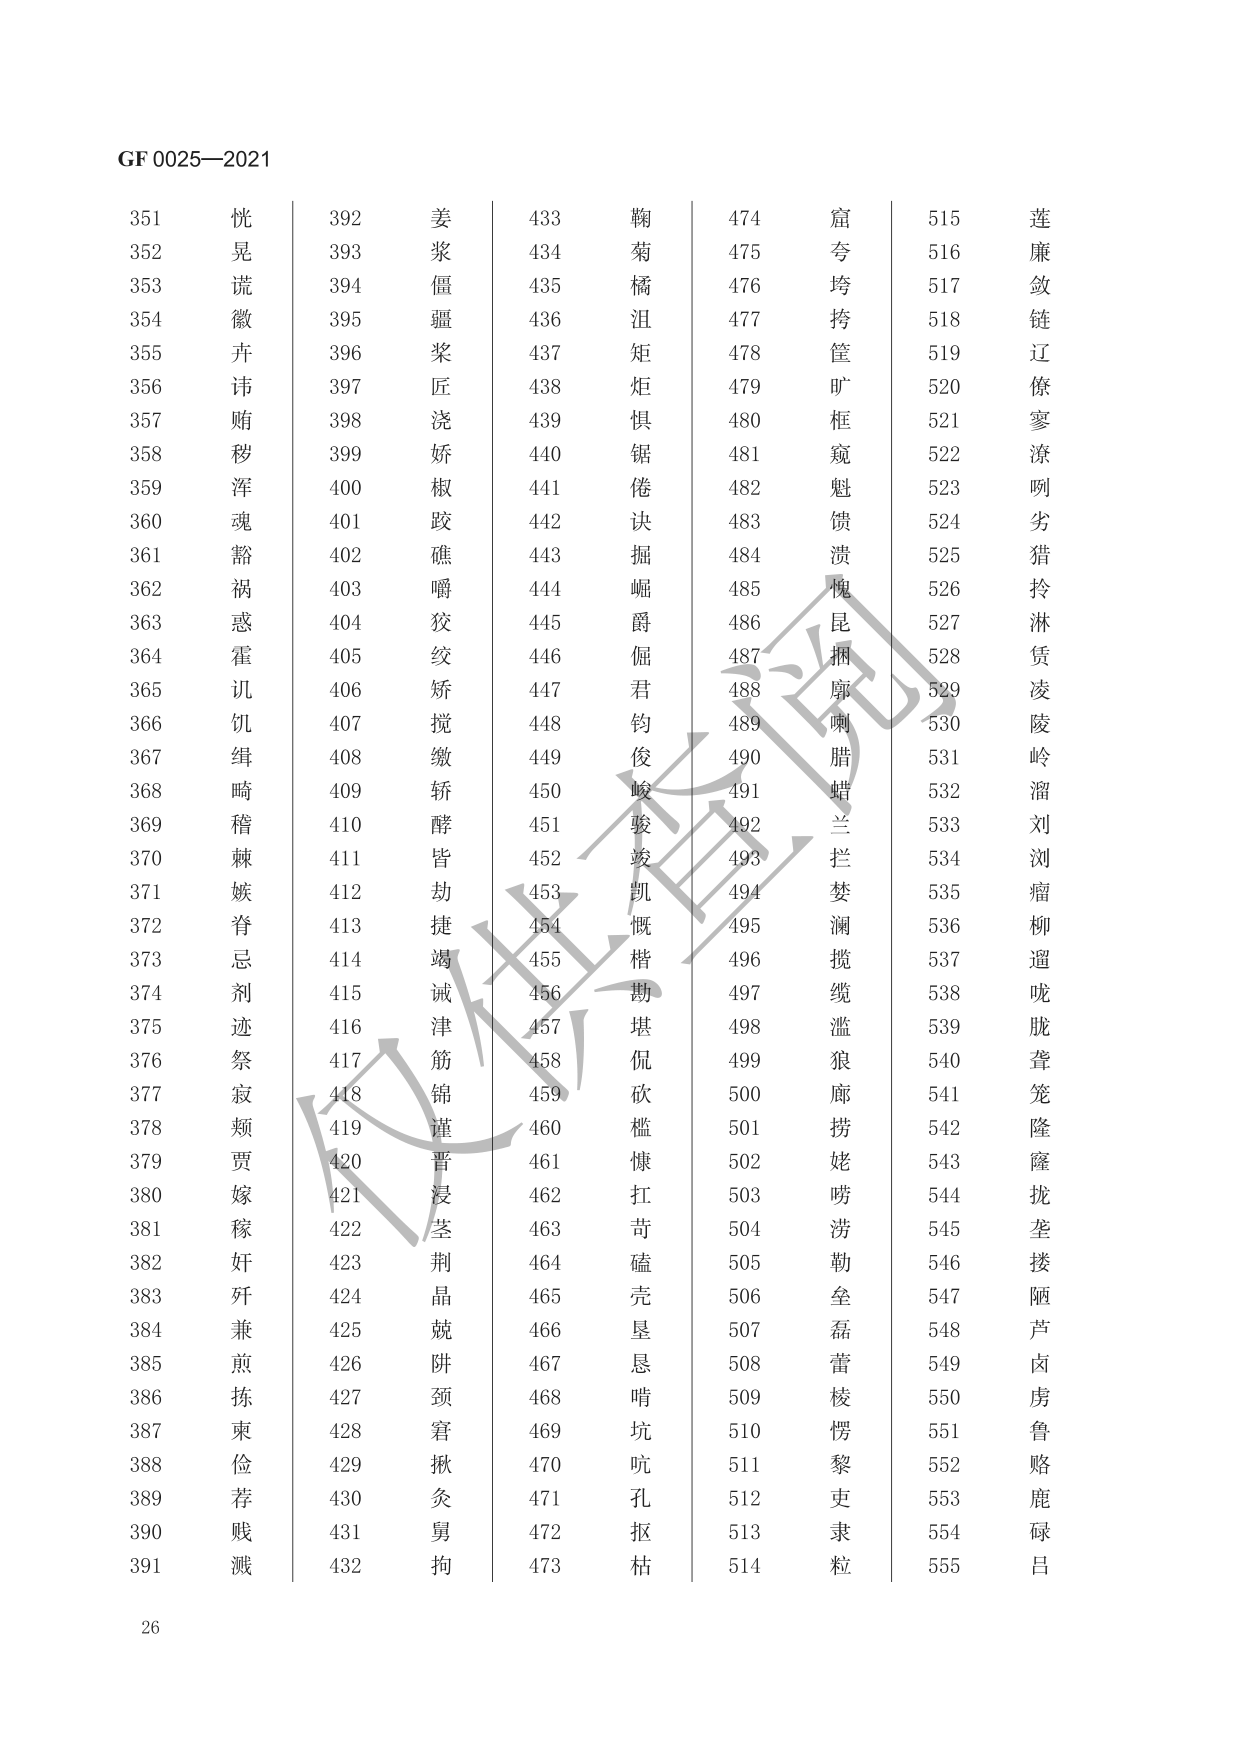 GF 0025—2021
351 恍 392 姜 433 鞠 474 窟 515 莲
352 晃 393 浆 434 菊 475 夸 516 廉
353 谎 394 僵 435 橘 476 垮 517 敛
354 徽 395 疆 436 沮 477 挎 518 链
355 卉 396 桨 437 矩 478 筐 519 辽
356 讳 397 匠 438 炬 479 旷 520 僚
357 贿 398 浇 439 惧 480 框 521 寥
358 秽 399 娇 440 锯 481 窥 522 潦
359 浑 400 椒 441 倦 482 魁 523 咧
360 魂 401 跤 442 诀 483 馈 524 劣
361 豁 402 礁 443 掘 484 溃 525 猎
362 祸 403 嚼 444 崛 485 愧 526 拎
363 惑 404 狡 445 爵 486 昆 527 淋
364 霍 405 绞 446 倔 487 捆 528 赁
365 讥 406 矫 447 君 488 廓 529 凌
366 饥 407 搅 448 钧 489 喇 530 陵
367 缉 408 缴 449 俊 490 腊 531 岭
368 畸 409 轿 450 峻 491 蜡 532 溜
369 稽 410 酵 451 骏 492 兰 533 刘
370 棘 411 皆 452 竣 493 拦 534 浏
371 嫉 412 劫 453 凯 494 婪 535 瘤
372 脊 413 捷 454 慨 495 澜 536 柳
373 忌 414 竭 455 楷 496 揽 537 遛
374 剂 415 诫 456 勘 497 缆 538 咙
375 迹 416 津 457 堪 498 滥 539 胧
376 祭 417 筋 458 侃 499 狼 540 聋
377 寂 418 锦 459 砍 500 廊 541 笼
378 颊 419 谨 460 槛 501 捞 542 隆
379 贾 420 晋 461 慷 502 姥 543 窿
380 嫁 421 浸 462 扛 503 唠 544 拢
381 稼 422 茎 463 苛 504 涝 545 垄
382 奸 423 荆 464 磕 505 勒 546 搂
383 歼 424 晶 465 壳 506 垒 547 陋
384 兼 425 兢 466 垦 507 磊 548 芦
385 煎 426 阱 467 恳 508 蕾 549 卤
386 拣 427 颈 468 啃 509 棱 550 虏
387 柬 428 窘 469 坑 510 愣 551 鲁
388 俭 429 揪 470 吭 511 黎 552 赂
389 荐 430 灸 471 孔 512 吏 553 鹿
390 贱 431 舅 472 抠 513 隶 554 碌
391 溅 432 拘 473 枯 514 粒 555 吕
仅供查阅
26